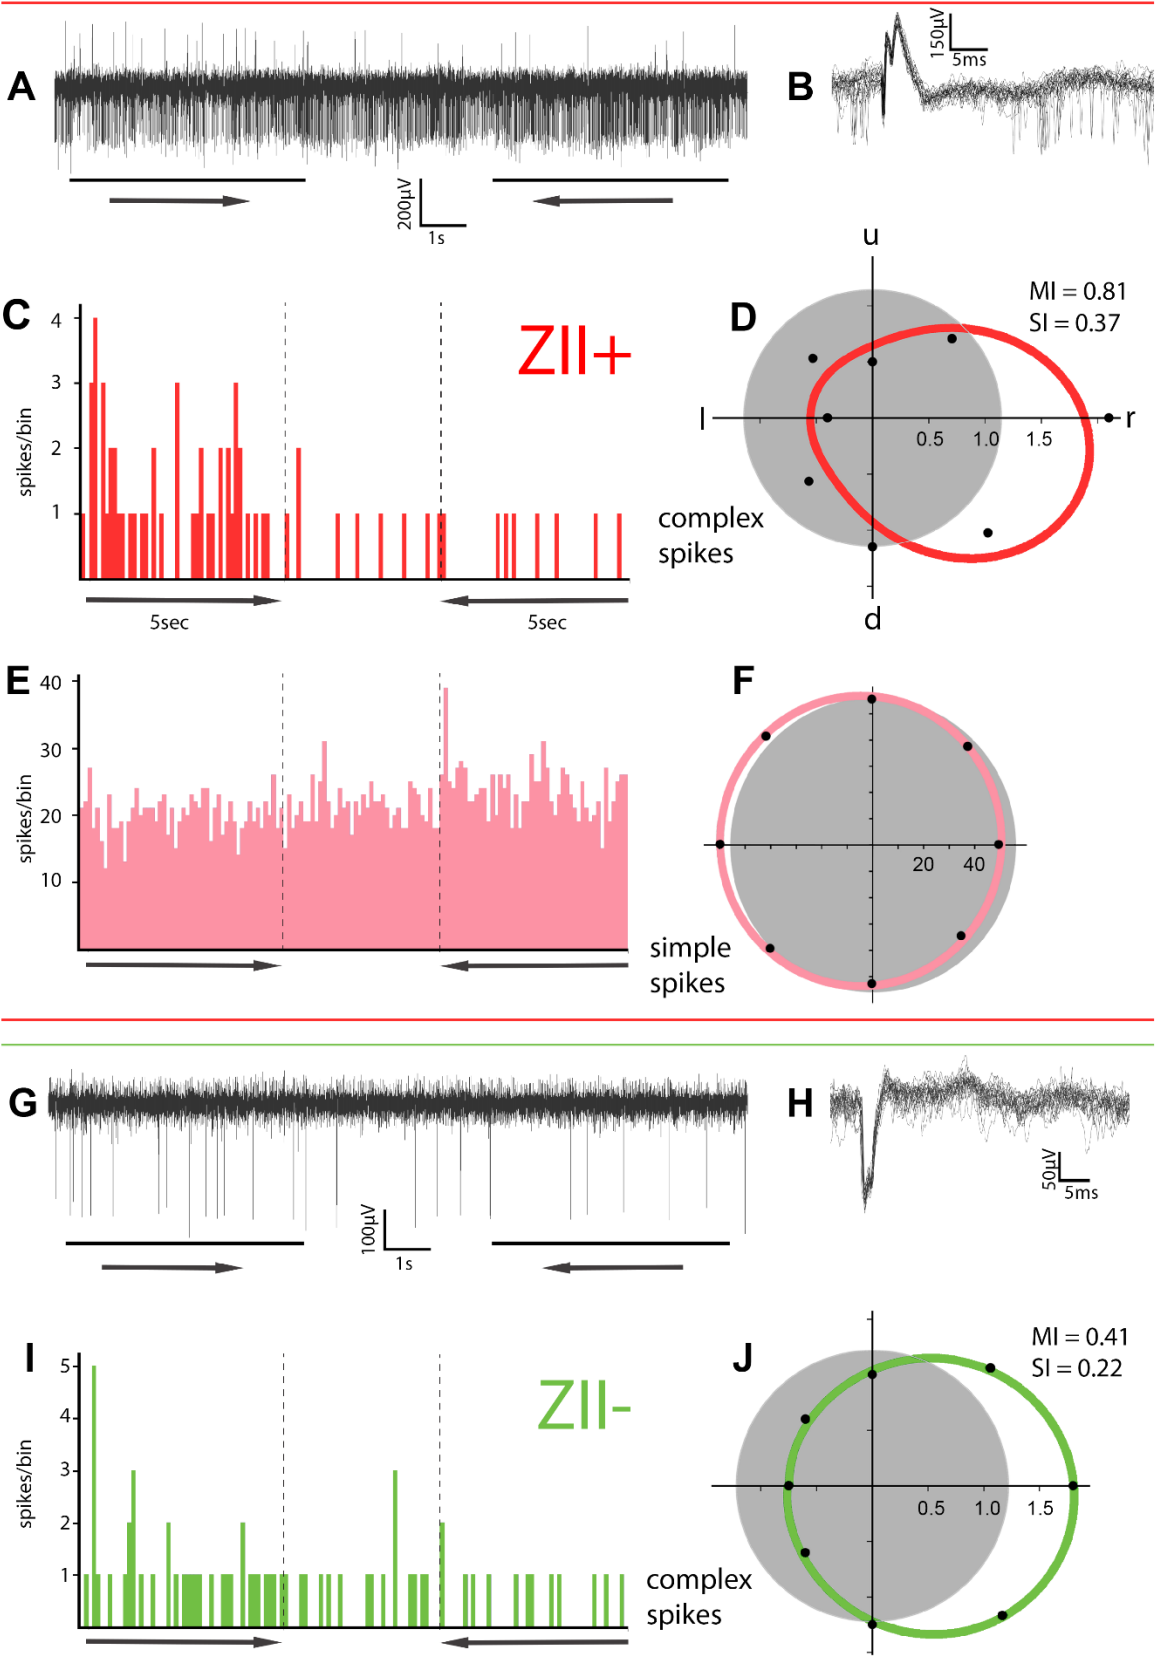 A
200µV
1s
B
150µV
5ms
C
4
3
2
1
spikes/bin
ZII+
5sec
5sec
D
u
MI = 0.81
SI = 0.37
l
r
0.5 1.0 1.5
d
complex
spikes
E
40
30
20
10
spikes/bin
F
20 40
simple
spikes
G
100µV
1s
H
50µV
5ms
I
5
4
3
2
1
spikes/bin
ZII-
J
MI = 0.41
SI = 0.22
0.5 1.0 1.5
complex
spikes